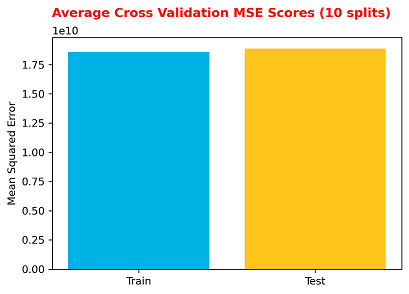 Average Cross Validation MSE Scores (10 splits)
1e10
1.75
1.50
1.25
1.00
0.75
0.50
0.25
0.00
Mean Squared Error
Train
Test